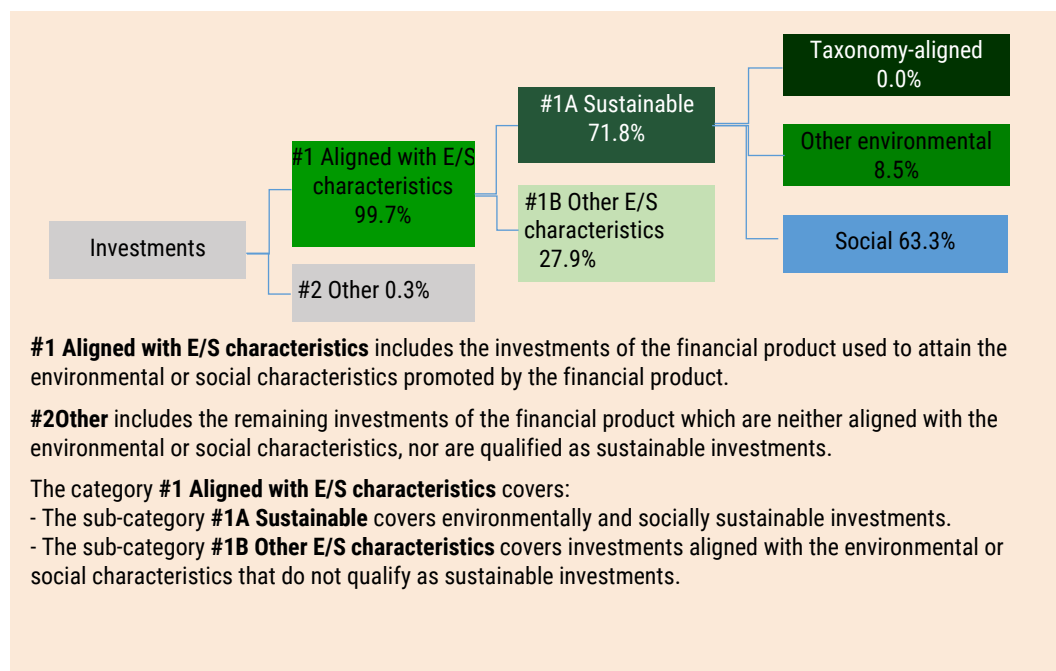 Taxonomy-aligned
0.0%
#1A Sustainable
71.8%
Other environmental
8.5%
#1 Aligned with E/S
characteristics
99.7%
#1B Other E/S
characteristics
27.9%
Investments
Social 63.3%
#2 Other 0.3%
#1 Aligned with E/S characteristics includes the investments of the financial product used to attain the
environmental or social characteristics promoted by the financial product.
#2Other includes the remaining investments of the financial product which are neither aligned with the
environmental or social characteristics, nor are qualified as sustainable investments.
The category #1 Aligned with E/S characteristics covers:
- The sub-category #1A Sustainable covers environmentally and socially sustainable investments.
- The sub-category #1B Other E/S characteristics covers investments aligned with the environmental or
social characteristics that do not qualify as sustainable investments.